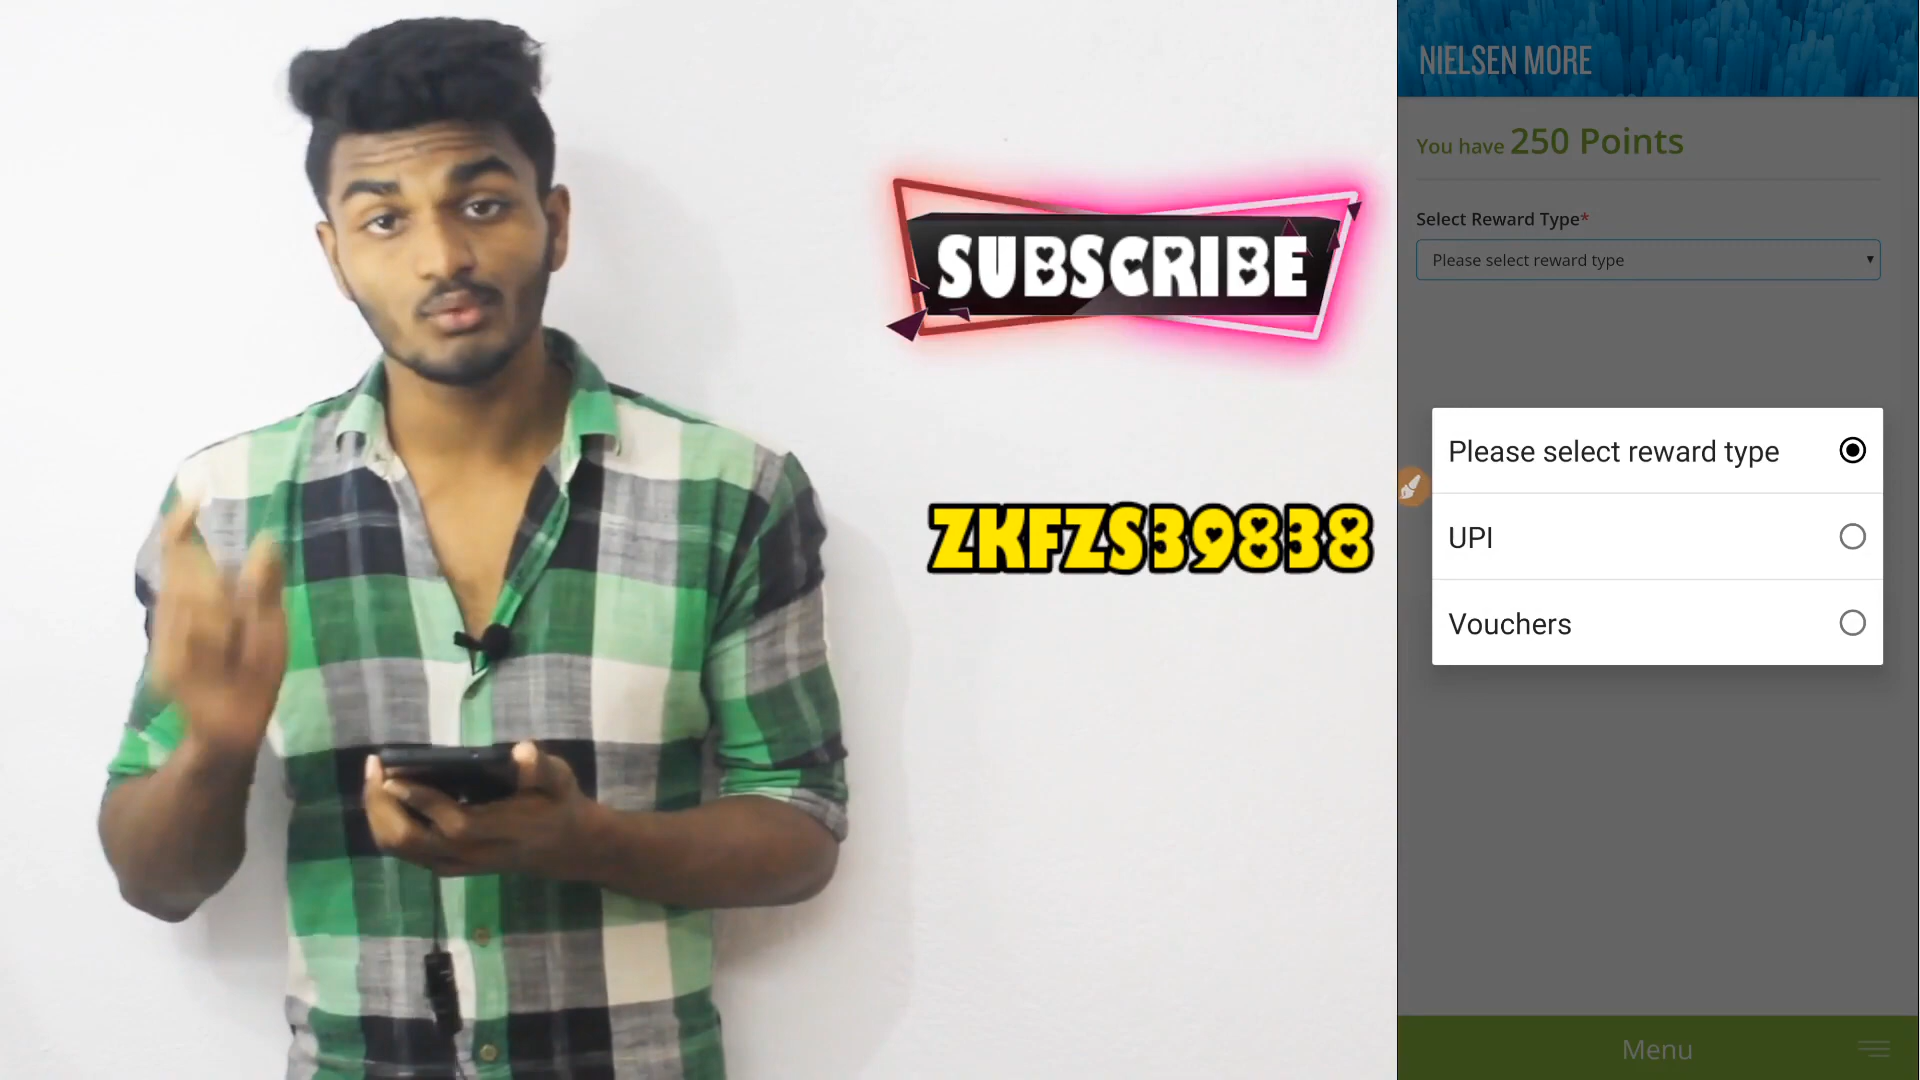 SUBSCRIBE
ZKFZS39838
NIELSEN MORE
You have 250 Points
Select Reward Type*
Please select reward type
Please select reward type
UPI
Vouchers
Menu